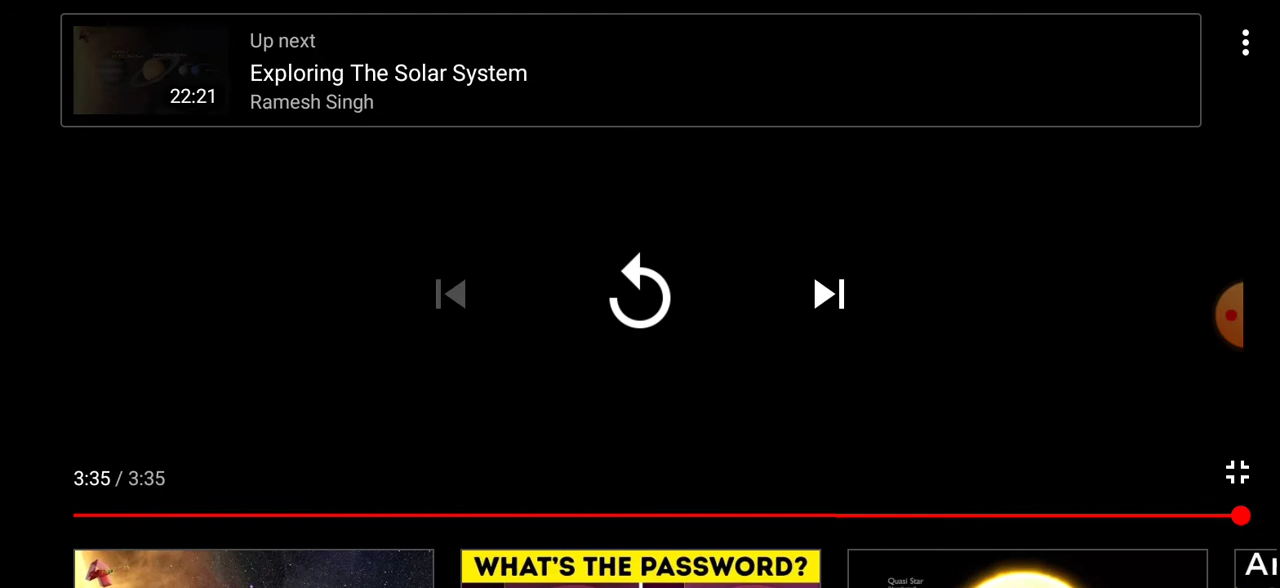 Up next
Exploring The Solar System
22:21
Ramesh Singh
3:35 / 3:35
WHAT'S THE PASSWORD?
Quasi Star